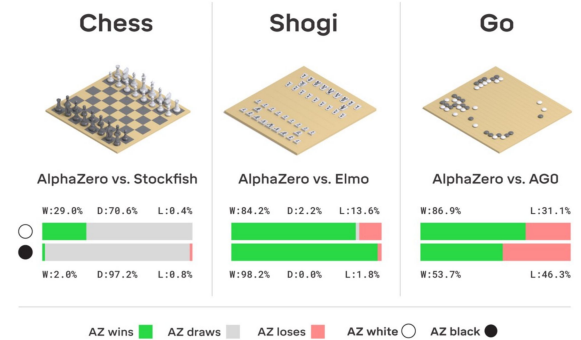 Chess Shogi Go
AlphaZero vs. Stockfish AlphaZero vs. Elmo AlphaZero vs. AG0
W:29.0% D:70.6% L:0.4% W:84.2% D:2.2% L:13.6% W:86.9% L:31.1%
W:2.0% D:97.2% L:0.8% W:98.2% D:0.0% L:1.8% W:53.7% L:46.3%
AZ wins AZ draws AZ loses AZ white AZ black